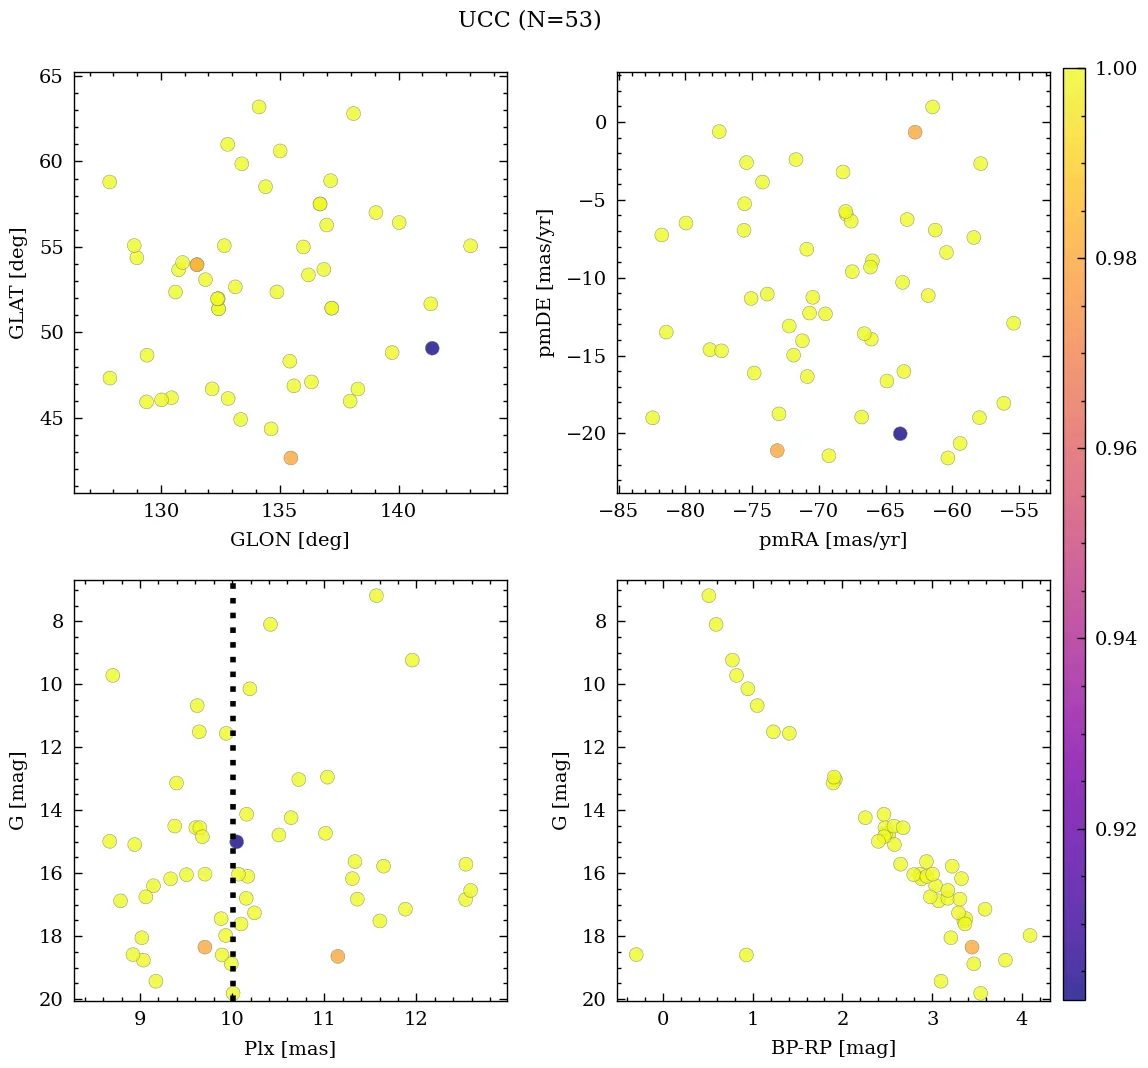 UCC (N=53)
65
60
55
50
45
GLAT [deg]
130 135 140
GLON [deg]
0
−5
−10
−15
−20
pmDE [mas/yr]
−85 −80 −75 −70 −65 −60 −55
pmRA [mas/yr]
1.00
0.98
0.96
0.94
0.92
8
10
12
14
16
18
20
G [mag]
9 10 11 12
Plx [mas]
8
10
12
14
16
18
20
G [mag]
0 1 2 3 4
BP-RP [mag]